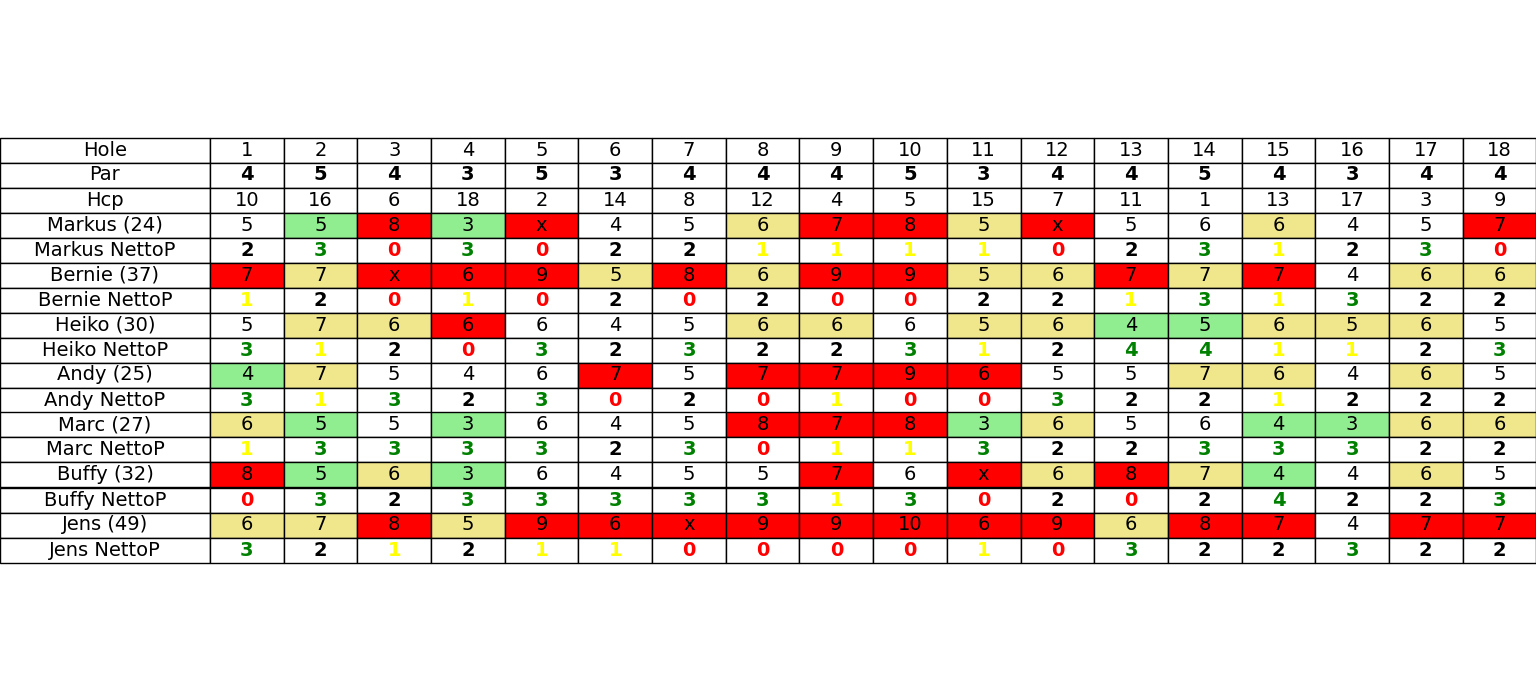 Hole 1 2 3 4 5 6 7 8 9 10 11 12 13 14 15 16 17 18
Par 4 5 4 3 5 3 4 4 4 5 3 4 4 5 4 3 4 4
Hcp 10 16 6 18 2 14 8 12 4 5 15 7 11 1 13 17 3 9
Markus (24) 5 5 8 3 x 4 5 6 7 8 5 x 5 6 6 4 5 7
Markus NettoP 2 3 0 3 0 2 2 1 1 1 1 0 2 3 1 2 3 0
Bernie (37) 7 7 x 6 9 5 8 6 9 9 5 6 7 7 7 4 6 6
Bernie NettoP 1 2 0 1 0 2 0 2 0 0 2 2 1 3 1 3 2 2
Heiko (30) 5 7 6 6 6 4 5 6 6 6 5 6 4 5 6 5 6 5
Heiko NettoP 3 1 2 0 3 2 3 2 2 3 1 2 4 4 1 1 2 3
Andy (25) 4 7 5 4 6 7 5 7 7 9 6 5 5 7 6 4 6 5
Andy NettoP 3 1 3 2 3 0 2 0 1 0 0 3 2 2 1 2 2 2
Marc (27) 6 5 5 3 6 4 5 8 7 8 3 6 5 6 4 3 6 6
Marc NettoP 1 3 3 3 3 2 3 0 1 1 3 2 2 3 3 3 2 2
Buffy (32) 8 5 6 3 6 4 5 5 7 6 x 6 8 7 4 4 6 5
Buffy NettoP 0 3 2 3 3 3 3 3 1 3 0 2 0 2 4 2 2 3
Jens (49) 6 7 8 5 9 6 x 9 9 10 6 9 6 8 7 4 7 7
Jens NettoP 3 2 1 2 1 1 0 0 0 0 1 0 3 2 2 3 2 2